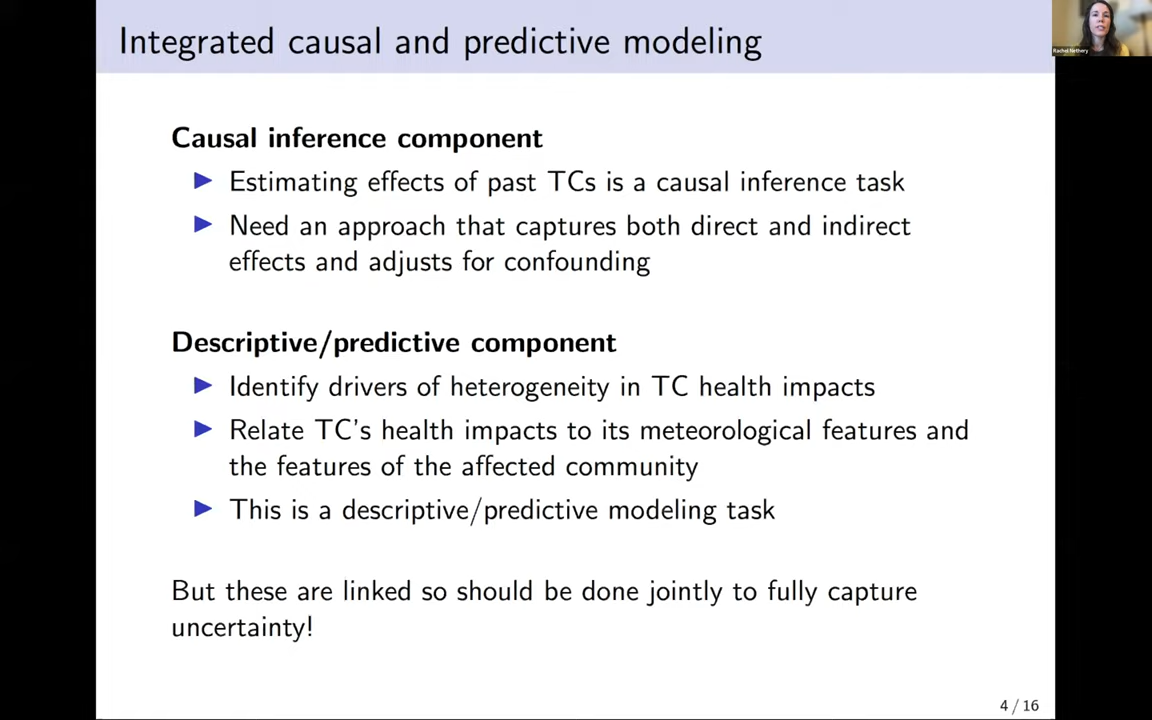 Integrated causal and predictive modeling
Rachel Nethery
Causal inference component
▶ Estimating effects of past TCs is a causal inference task
▶ Need an approach that captures both direct and indirect
effects and adjusts for confounding
Descriptive/predictive component
▶ Identify drivers of heterogeneity in TC health impacts
▶ Relate TC's health impacts to its meteorological features and
the features of the affected community
▶ This is a descriptive/predictive modeling task
But these are linked so should be done jointly to fully capture
uncertainty!
4 / 16